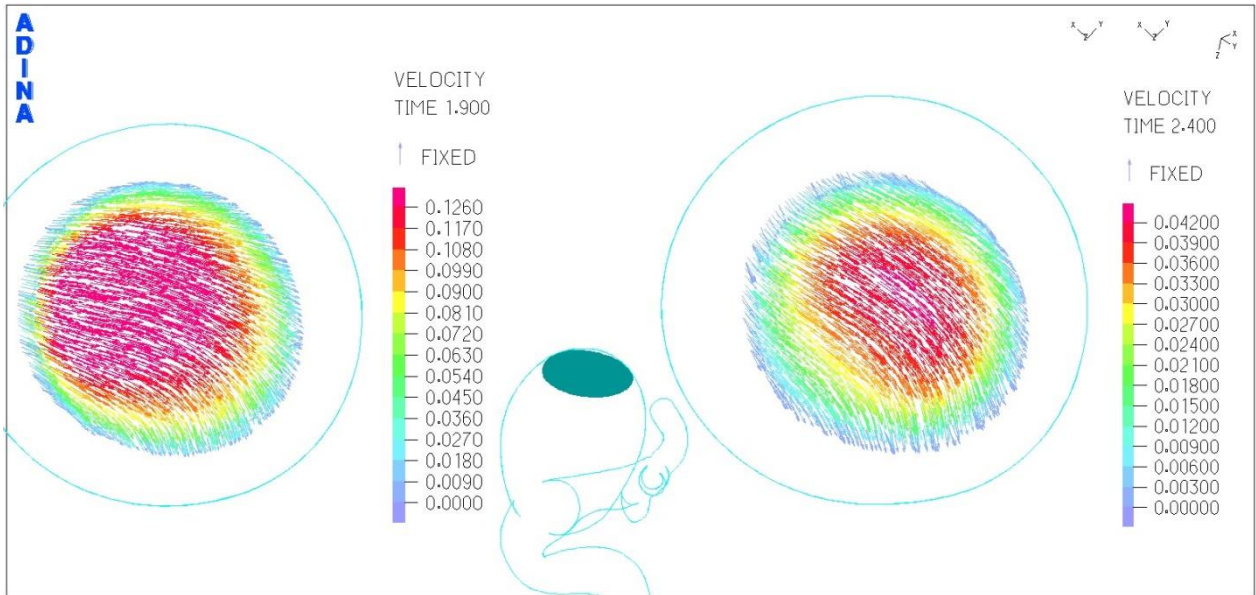 ADINA
VELOCITY
TIME 1.900
FIXED
0.1260
0.1170
0.1080
0.0990
0.0900
0.0810
0.0720
0.0630
0.0540
0.0450
0.0360
0.0270
0.0180
0.0090
0.0000
X Y
Z
X Y
Z
X
Y
Z
VELOCITY
TIME 2.400
FIXED
0.04200
0.03900
0.03600
0.03300
0.03000
0.02700
0.02400
0.02100
0.01800
0.01500
0.01200
0.00900
0.00600
0.00300
0.00000